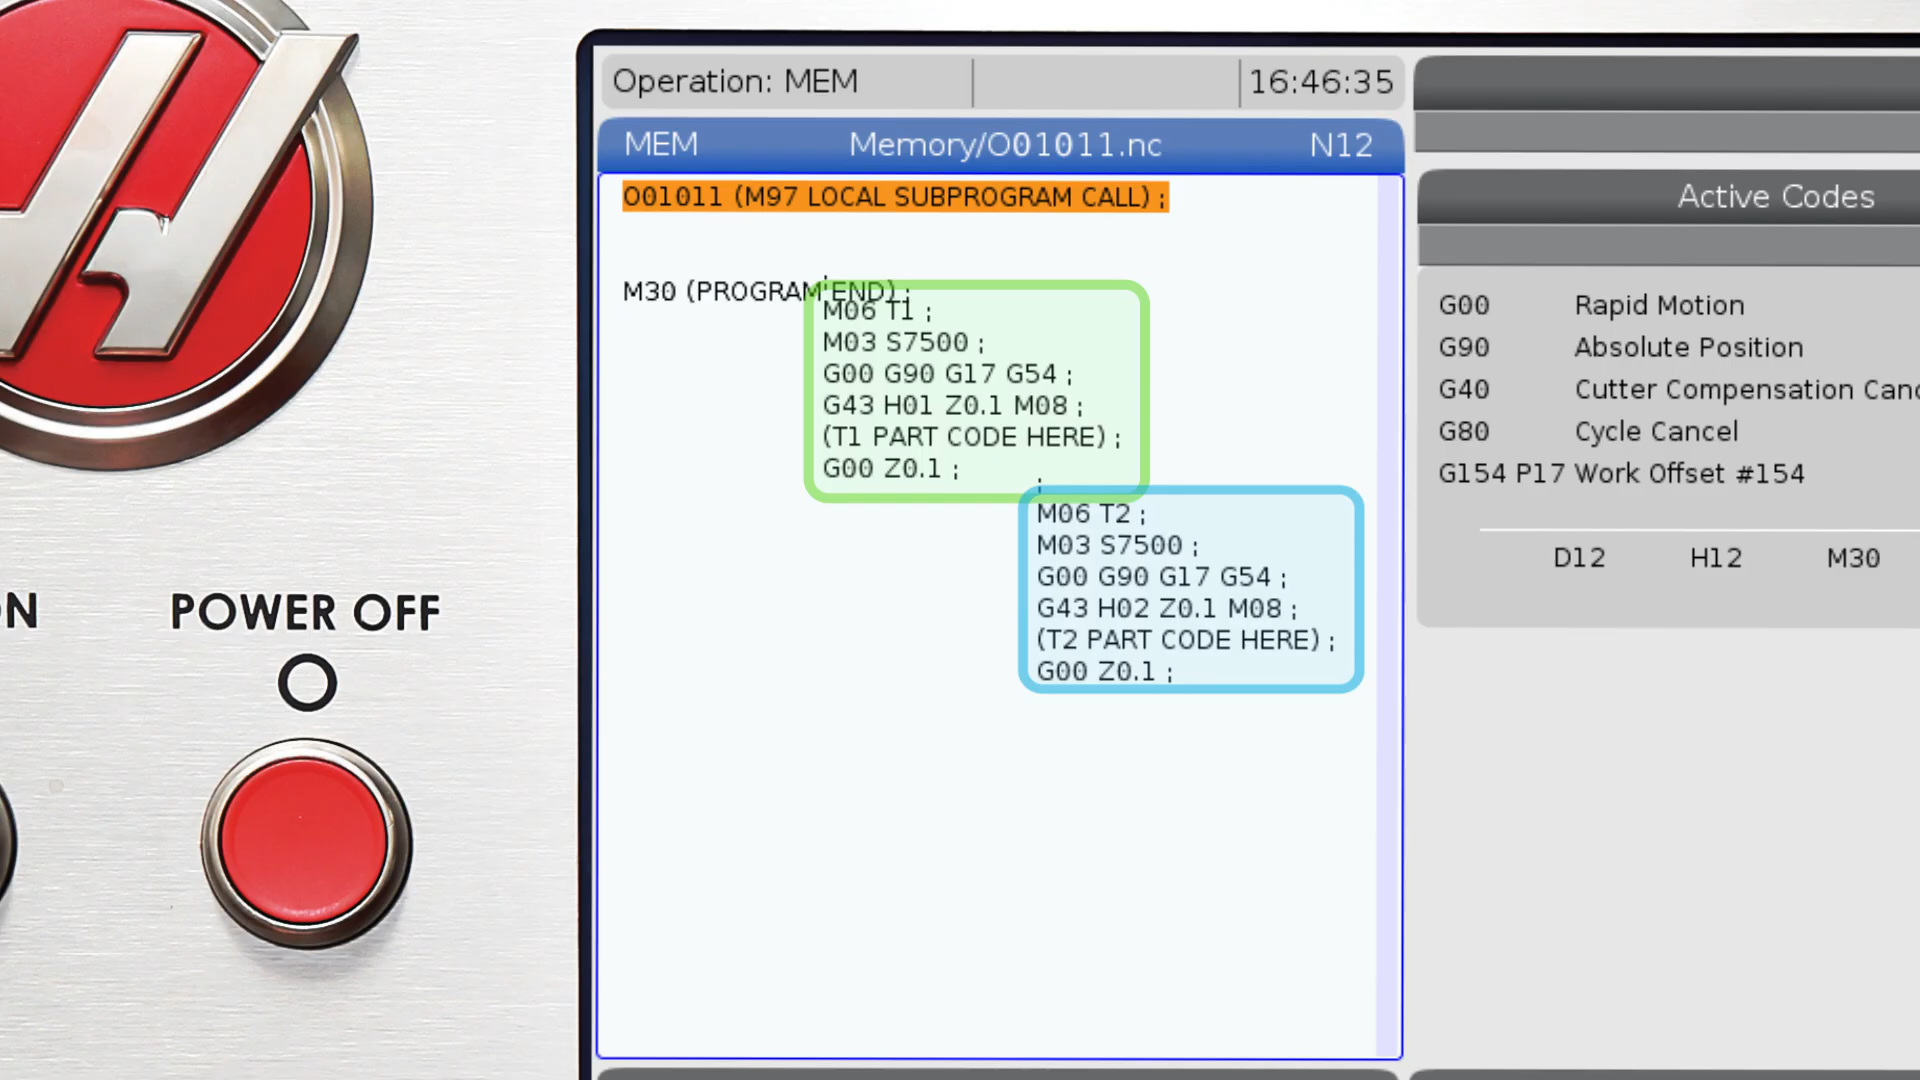 Operation: MEM
16:46:35
MEM Memory/O01011.nc N12
O01011 (M97 LOCAL SUBPROGRAM CALL) ;
;
M30 (PROGRAM END) ;
M06 T1 ;
M03 S7500 ;
G00 G90 G17 G54 ;
G43 H01 Z0.1 M08 ;
(T1 PART CODE HERE) ;
G00 Z0.1 ;
;
M06 T2 ;
M03 S7500 ;
G00 G90 G17 G54 ;
G43 H02 Z0.1 M08 ;
(T2 PART CODE HERE) ;
G00 Z0.1 ;
Active Codes
G00 Rapid Motion
G90 Absolute Position
G40 Cutter Compensation
G80 Cycle Cancel
G154 P17 Work Offset #154
D12 H12 M30
POWER OFF